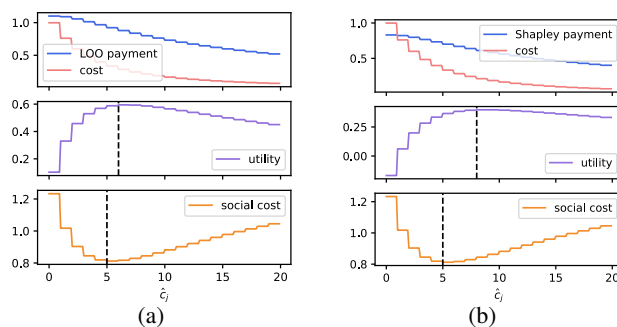 1.0
0.5
LOO payment
cost
0.6
0.4
0.2
utility
1.2
1.0
0.8
social cost
0 5 10 15 20
ĉj
(a)
1.0
0.5
Shapley payment
cost
0.25
0.00
utility
1.2
1.0
0.8
social cost
0 5 10 15 20
ĉj
(b)